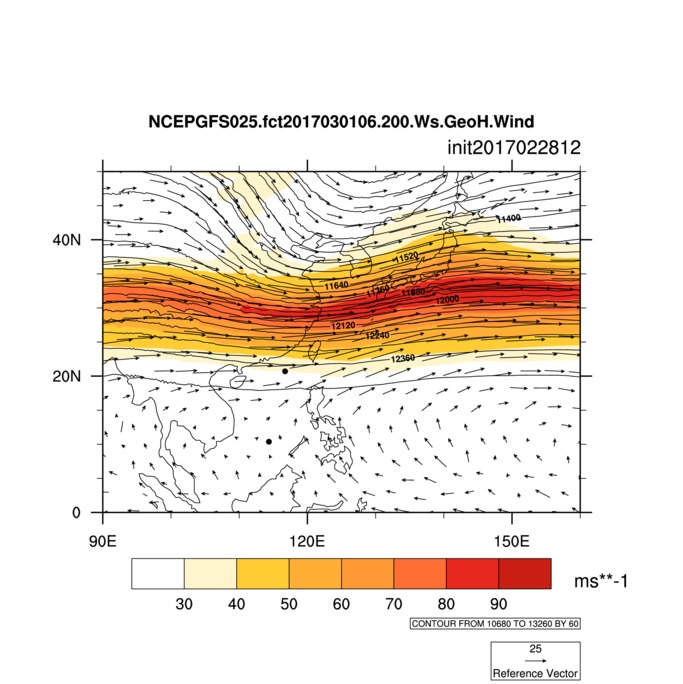 NCEPGFS025.fct2017030106.200.Ws.GeoH.Wind
init2017022812
11400
40N
11520
11640
11760
11880
12000
12120
12240
12360
20N
0
90E 120E 150E
ms**-1
30 40 50 60 70 80 90
CONTOUR FROM 10680 TO 13260 BY 60
25
Reference Vector